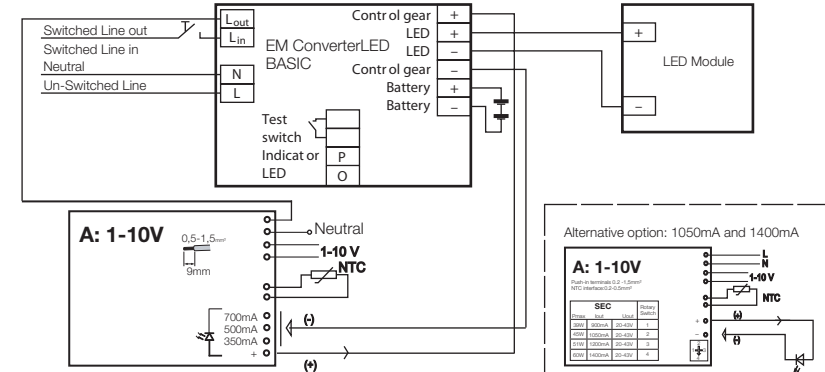 Switched Line out
Switched Line in
Neutral
Un-Switched Line
Lout
Lin
N
L
EM ConverterLED
BASIC
Test
switch
Indicat or
LED
P
O
Contr ol gear +
LED +
LED –
Contr ol gear –
Battery +
Battery –
+
–
LED Module
A: 1-10V
0,5-1,5mm²
9mm
Neutral
1-10 V
NTC
700mA
500mA
350mA
+
(-)
(+)
Alternative option: 1050mA and 1400mA
A: 1-10V
Push-in terminals 0.2 -1,5mm²
NTC interface:0.2-0.5mm²
SEC
Rotary
Switch
Pmax Iout Uout
39W 900mA 20-43V 1
45W 1050mA 20-43V 2
51W 1200mA 20-43V 3
60W 1400mA 20-43V 4
L
N
1-10 V
NTC
+
–
(+)
(-)